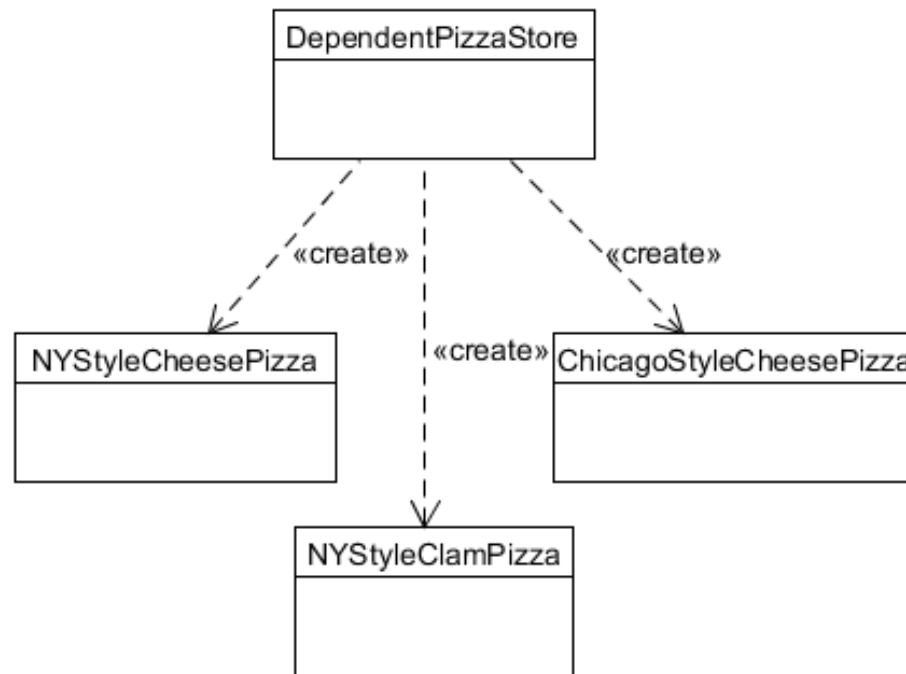 DependentPizzaStore
«create»
«create»
NYStyleCheesePizza
«create»
ChicagoStyleCheesePizza
NYStyleClamPizza